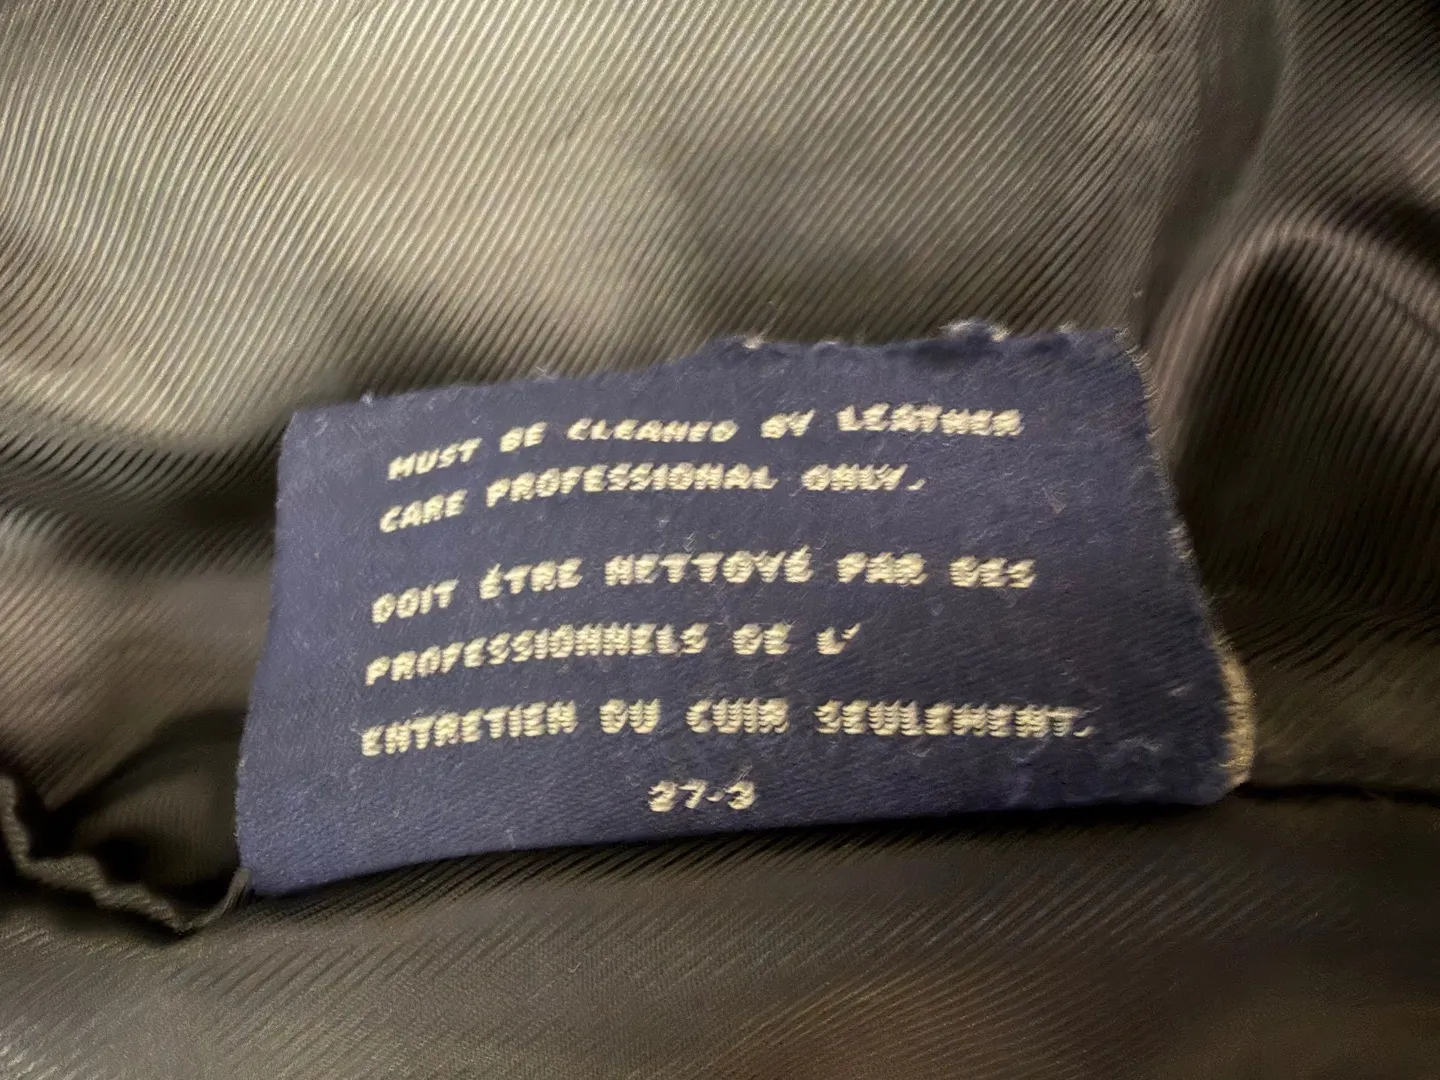 MUST BE CLEANED BY LEATHER
CARE PROFESSIONAL ONLY.
DOIT ÊTRE NETTOYÉ PAR DES
PROFESSIONNELS DE L'
ENTRETIEN DU CUIR SEULEMENT.
37-3